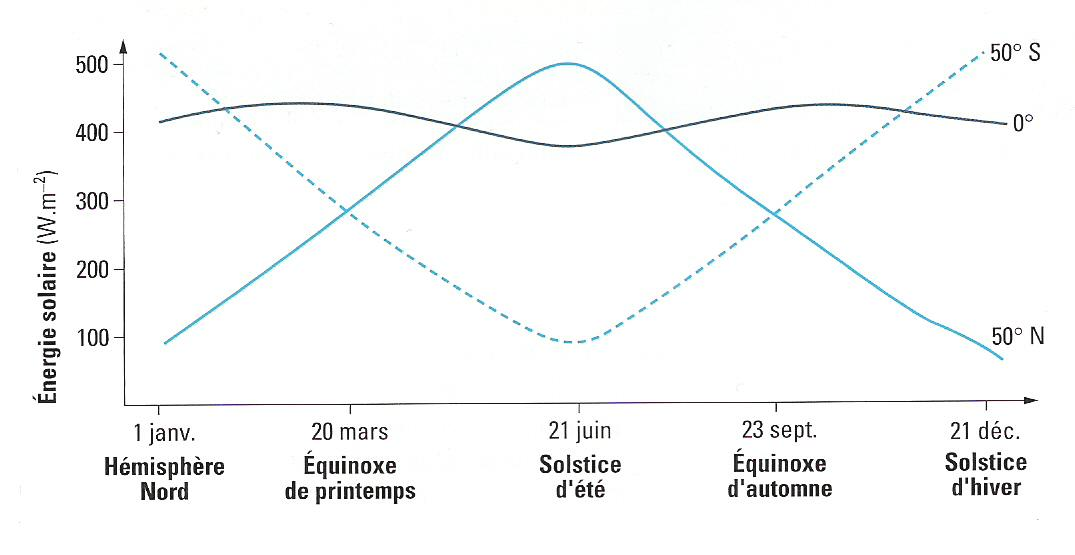 Énergie solaire (W.m⁻²)
500
400
300
200
100
50° S
0°
50° N
1 janv.
20 mars
21 juin
23 sept.
21 déc.
Hémisphère
Nord
Équinoxe
de printemps
Solstice
d'été
Équinoxe
d'automne
Solstice
d'hiver